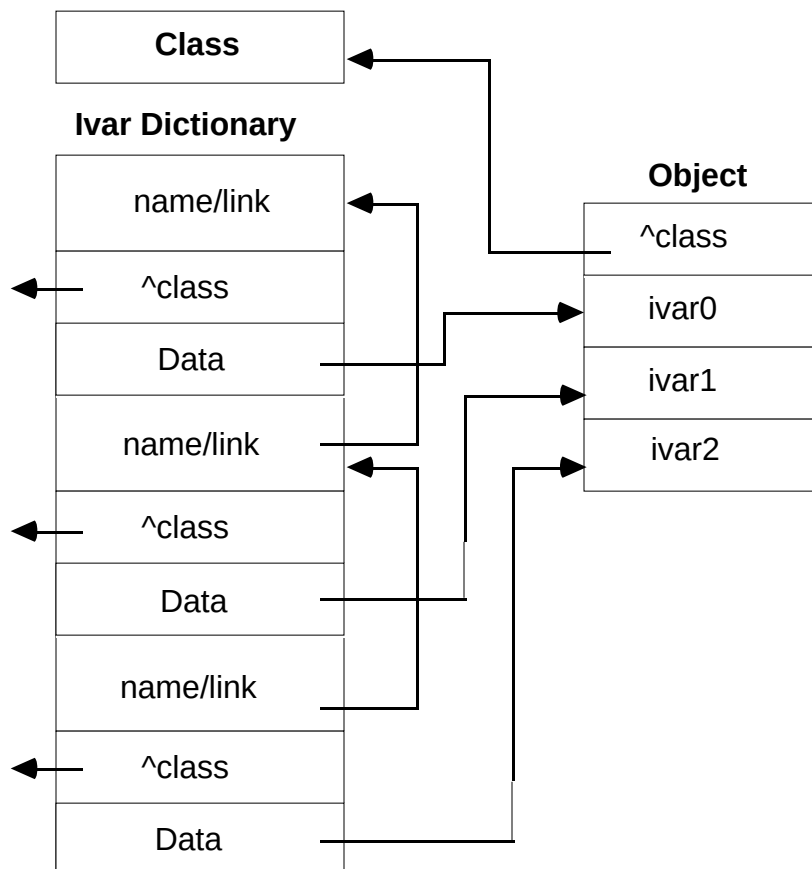 Class
Ivar Dictionary
name/link
^class
Data
name/link
^class
Data
name/link
^class
Data
Object
^class
ivar0
ivar1
ivar2